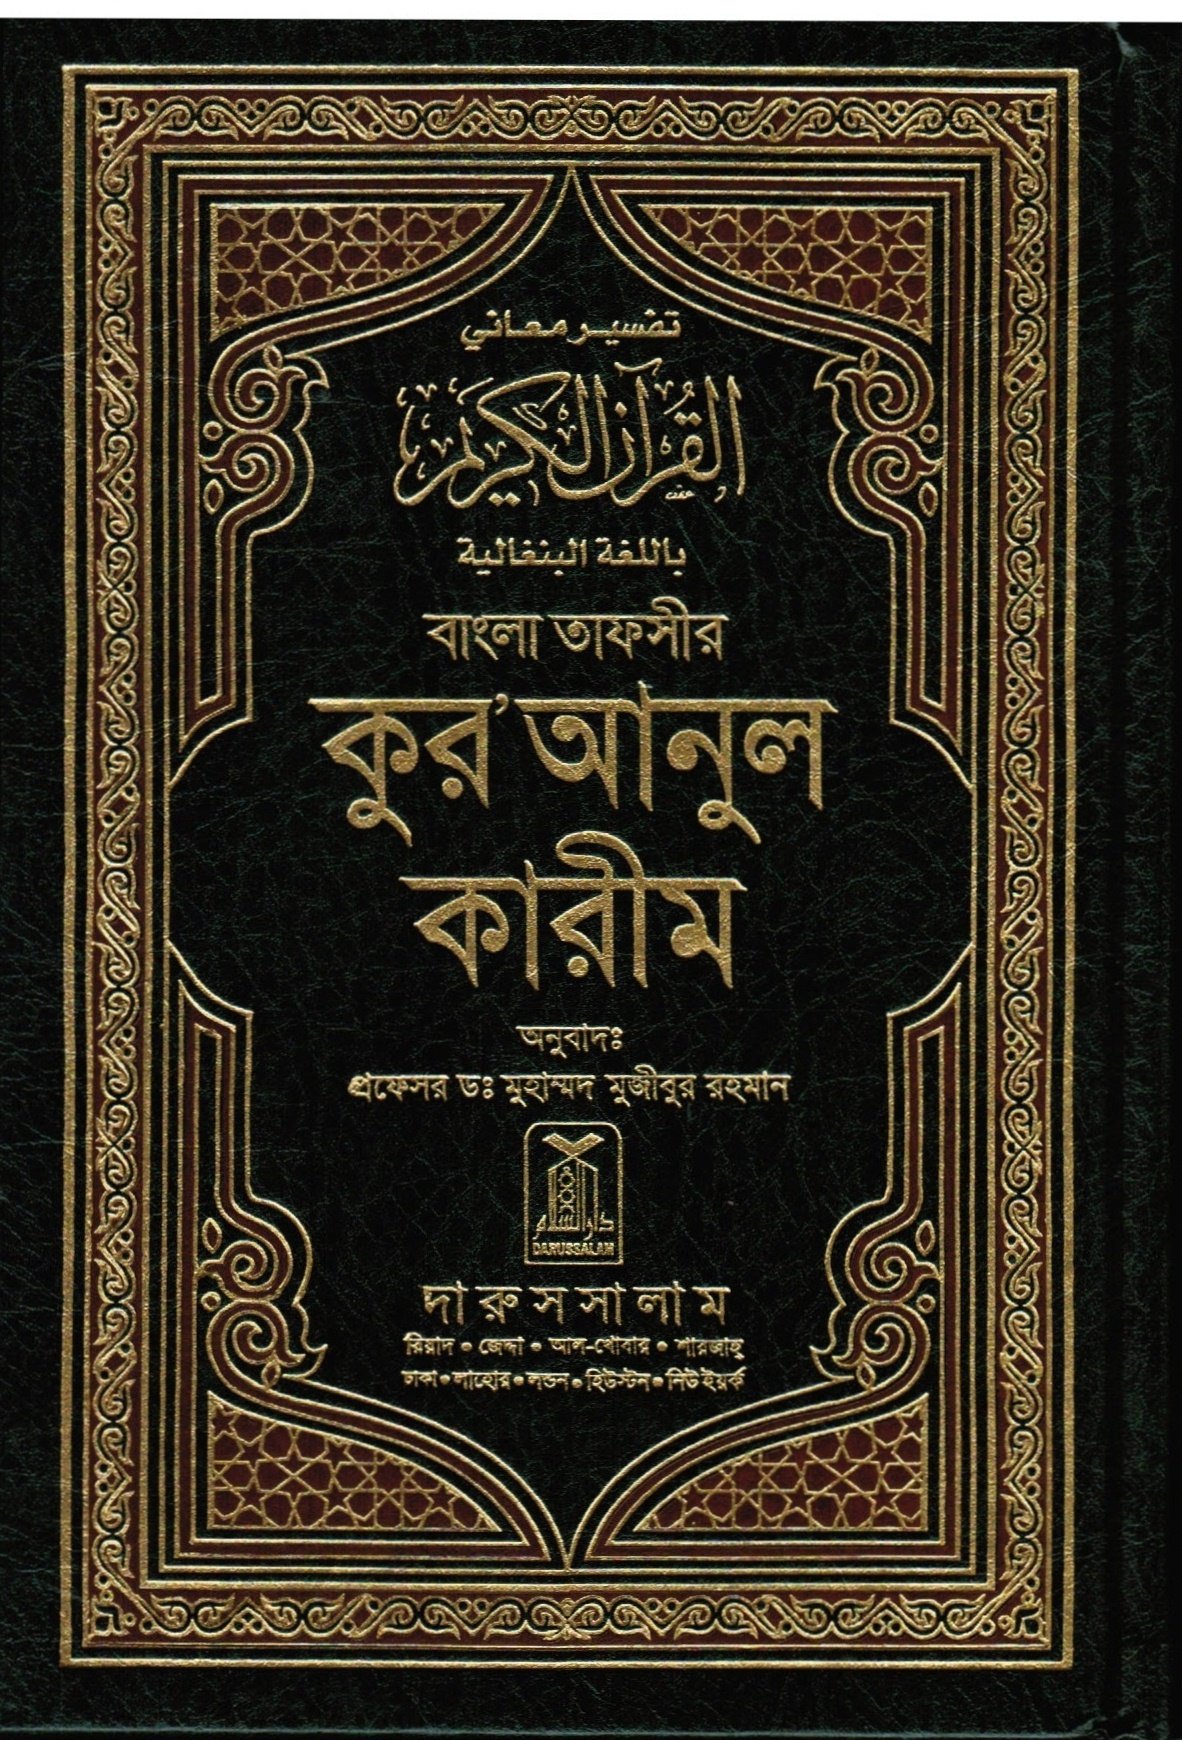 تفسير معاني
القرآن الكريم
باللغة البنغالية
বাংলা তাফসীর
কুর'আনুল
কারীম
অনুবাদঃ
প্রফেসর ডঃ মুহাম্মদ মুজীবুর রহমান
دار السلام
DARUSSALAM
দারুসসালাম
রিয়াদ • জেদ্দা • আল-খোবার • শারজাহ্
ঢাকা • লাহোর • লন্ডন • হিউস্টন • নিউ ইয়র্ক